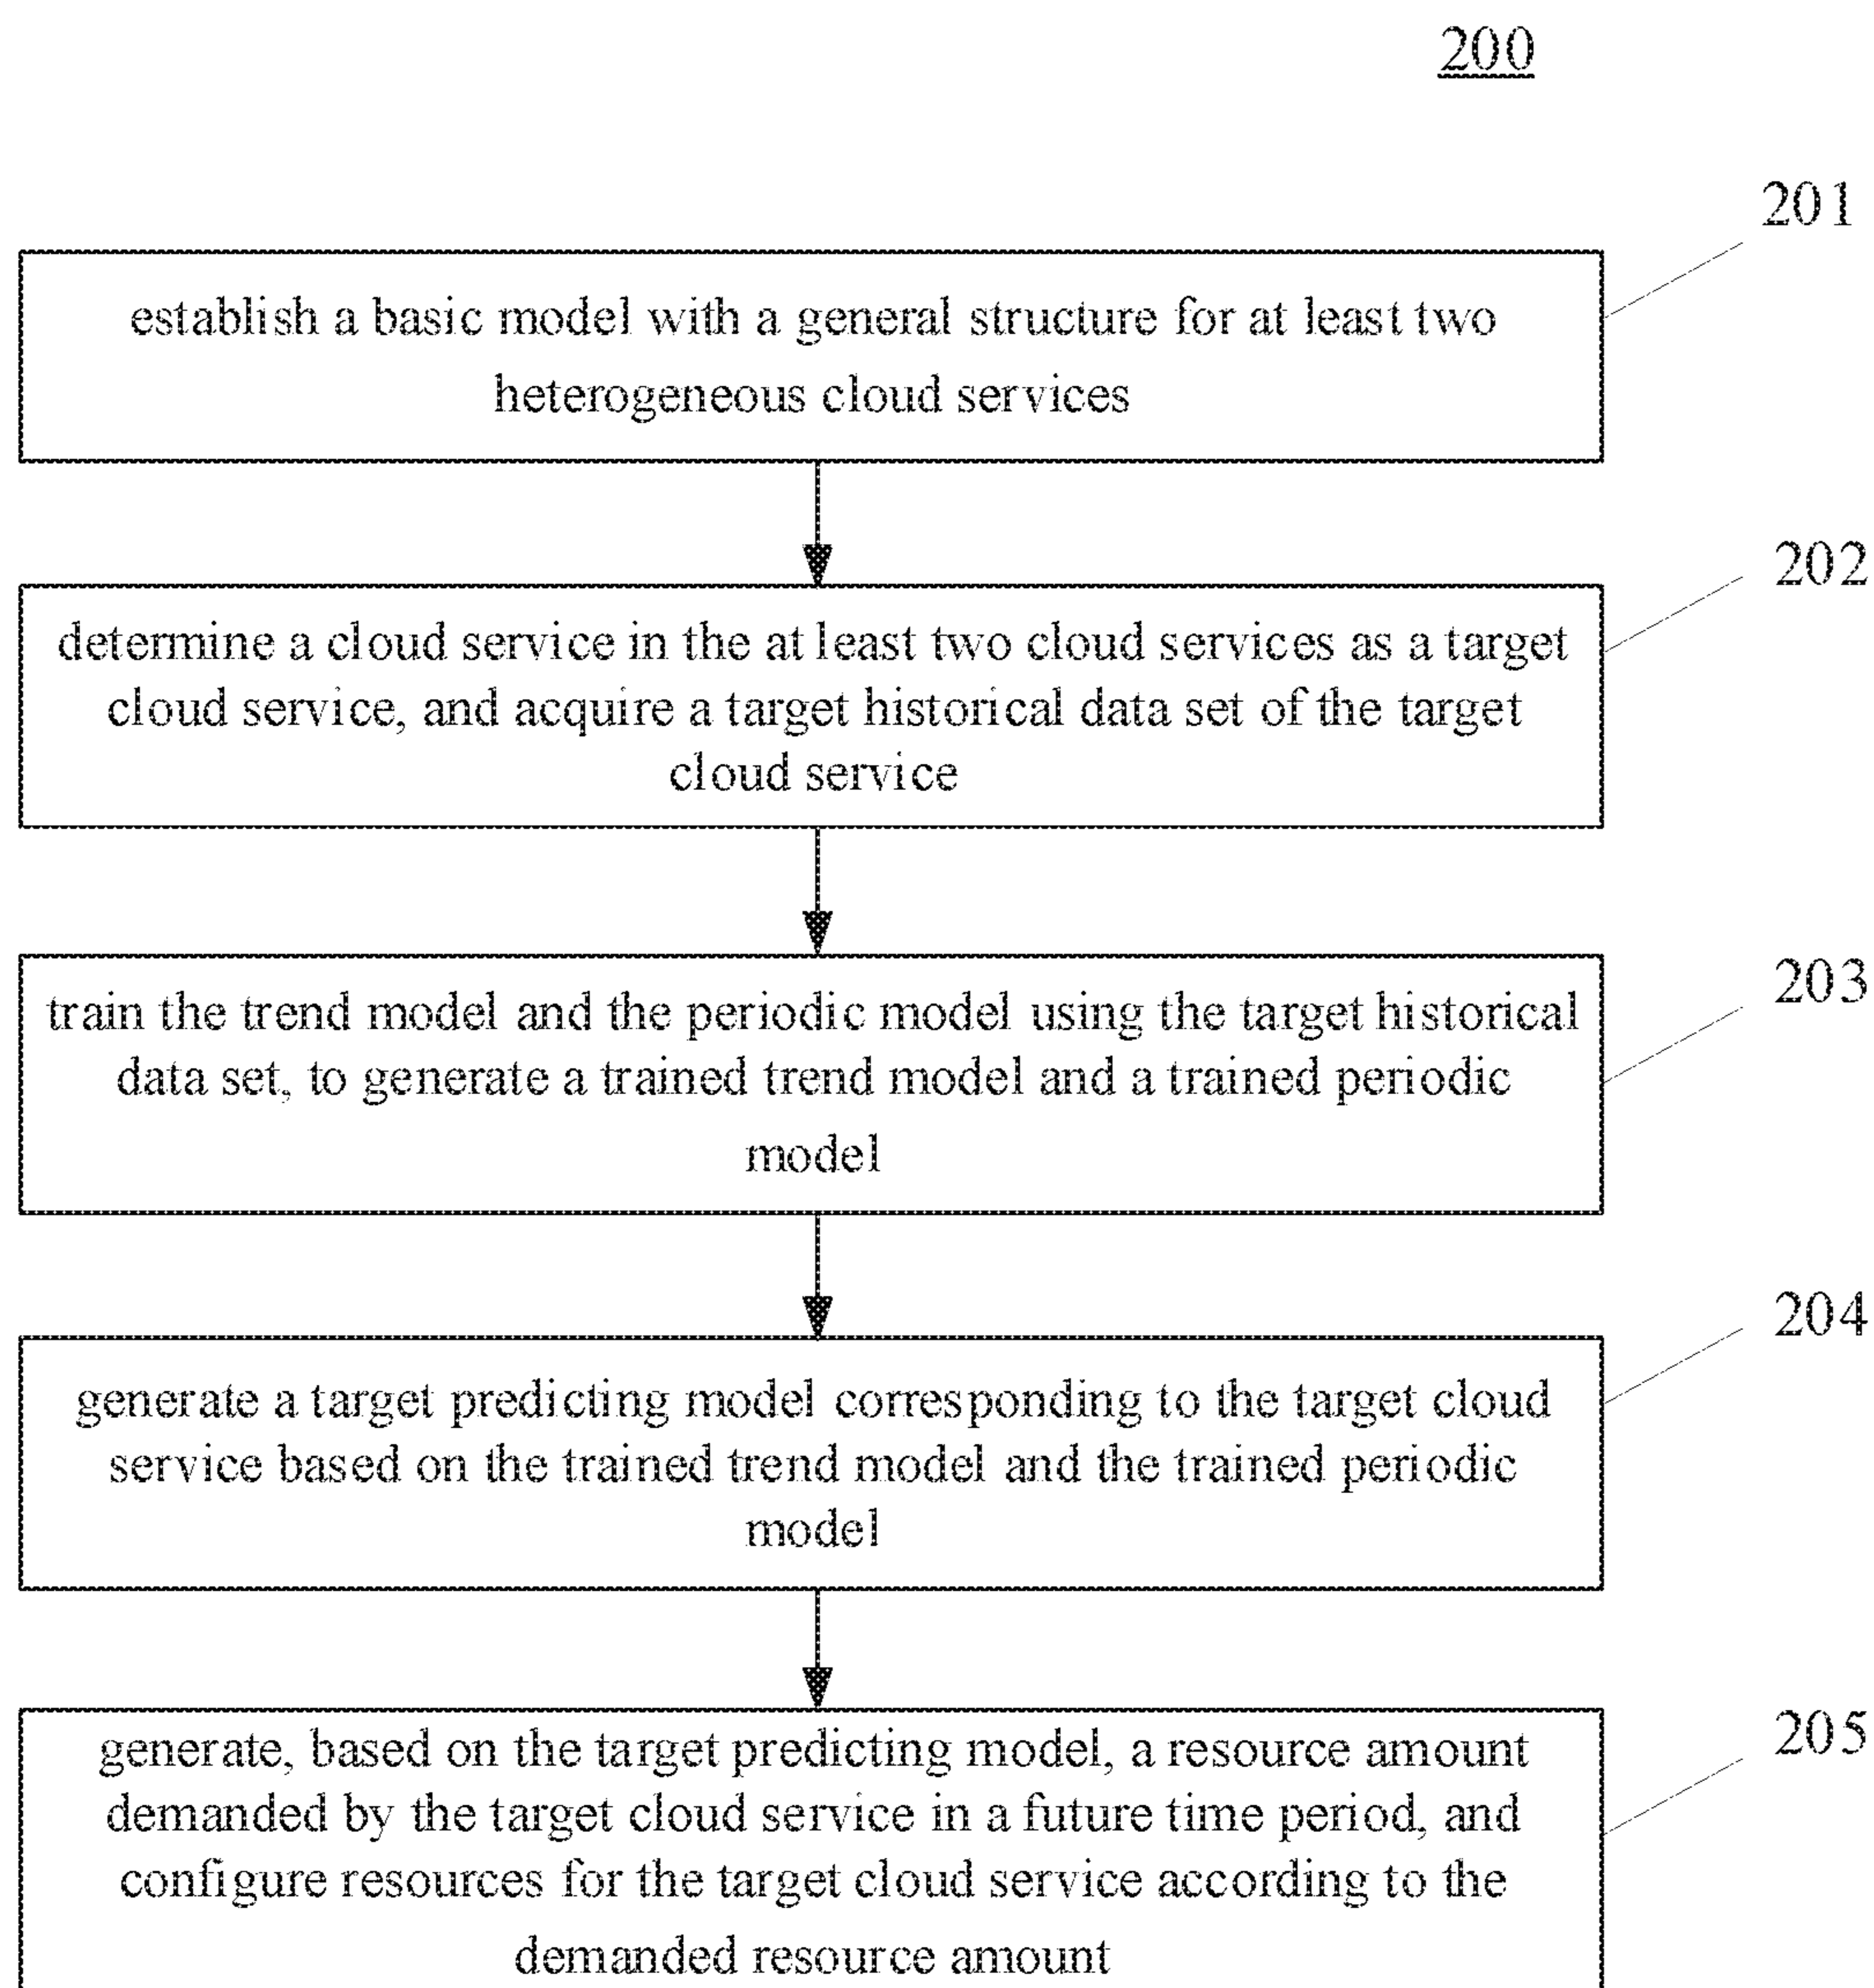 200
201
establish a basic model with a general structure for at least two
heterogeneous cloud services
202
determine a cloud service in the at least two cloud services as a target
cloud service, and acquire a target historical data set of the target
cloud service
203
train the trend model and the periodic model using the target historical
data set, to generate a trained trend model and a trained periodic
model
204
generate a target predicting model corresponding to the target cloud
service based on the trained trend model and the trained periodic
model
205
generate, based on the target predicting model, a resource amount
demanded by the target cloud service in a future time period, and
configure resources for the target cloud service according to the
demanded resource amount